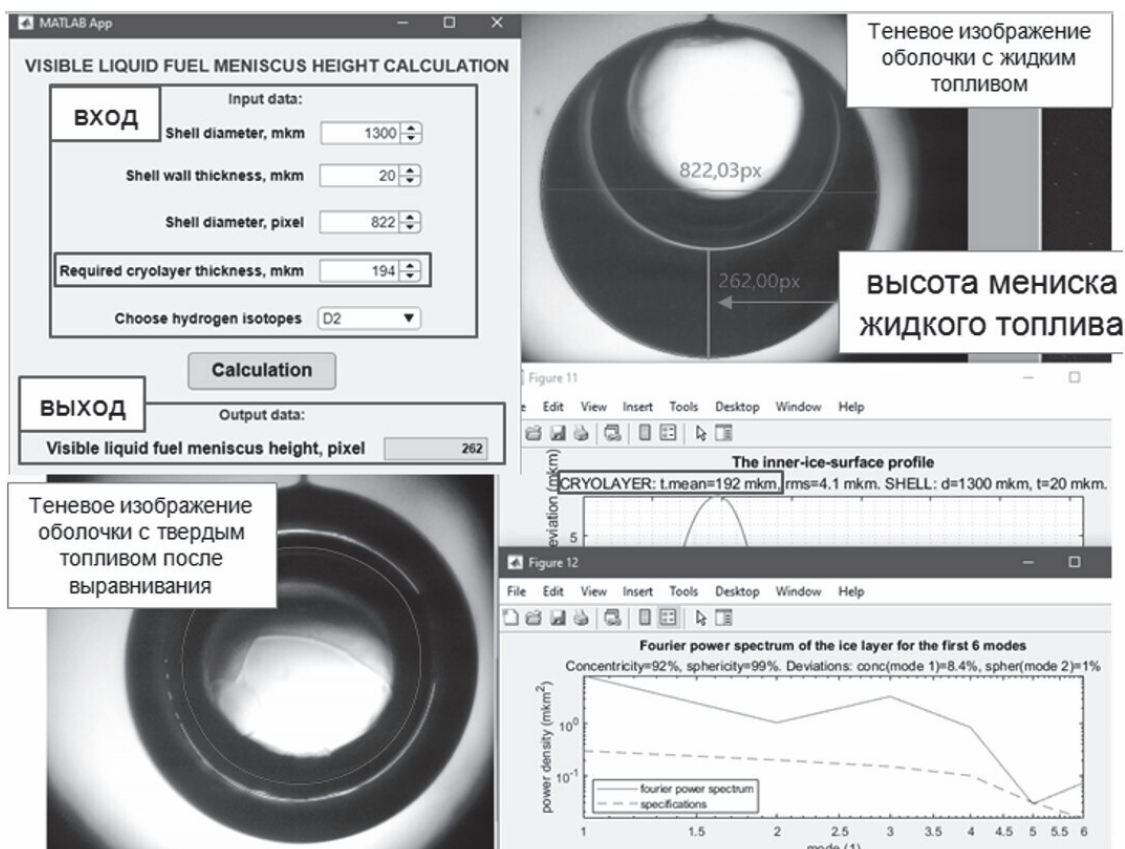 MATLAB App
VISIBLE LIQUID FUEL MENISCUS HEIGHT CALCULATION
ВХОД
Input data:
Shell diameter, mkm 1300
Shell wall thickness, mkm 20
Shell diameter, pixel 822
Required cryolayer thickness, mkm 194
Choose hydrogen isotopes D2
Calculation
ВЫХОД
Output data:
Visible liquid fuel meniscus height, pixel 262
Теневое изображение
оболочки с жидким
топливом
822,03px
262,00px
высота мениска
жидкого топлива
Теневое изображение
оболочки с твердым
топливом после
выравнивания
Figure 11
Edit View Insert Tools Desktop Window Help
The inner-ice-surface profile
CRYOLAYER: t.mean=192 mkm, rms=4.1 mkm. SHELL: d=1300 mkm, t=20 mkm.
eviation (mkm)
5
Figure 12
File Edit View Insert Tools Desktop Window Help
Fourier power spectrum of the ice layer for the first 6 modes
Concentricity=92%, sphericity=99%. Deviations: conc(mode 1)=8.4%, spher(mode 2)=1%
power density (mkm²)
10⁰
10⁻¹
fourier power spectrum
specifications
1 1.5 2 2.5 3 3.5 4 4.5 5 5.5 6
mode (1)